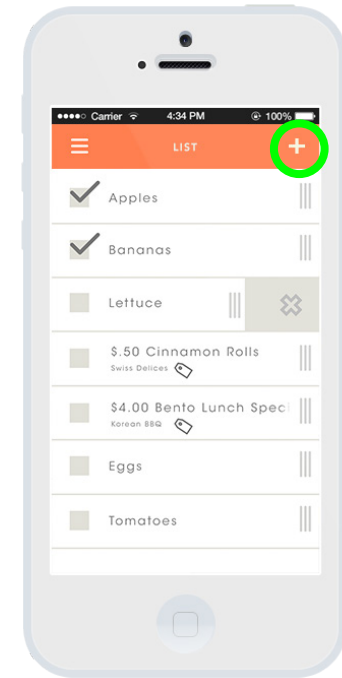 Carrier 4:34 PM 100%
LIST
Apples
Bananas
Lettuce
$.50 Cinnamon Rolls
Swiss Delices
$4.00 Bento Lunch Speci
Korean BBQ
Eggs
Tomatoes